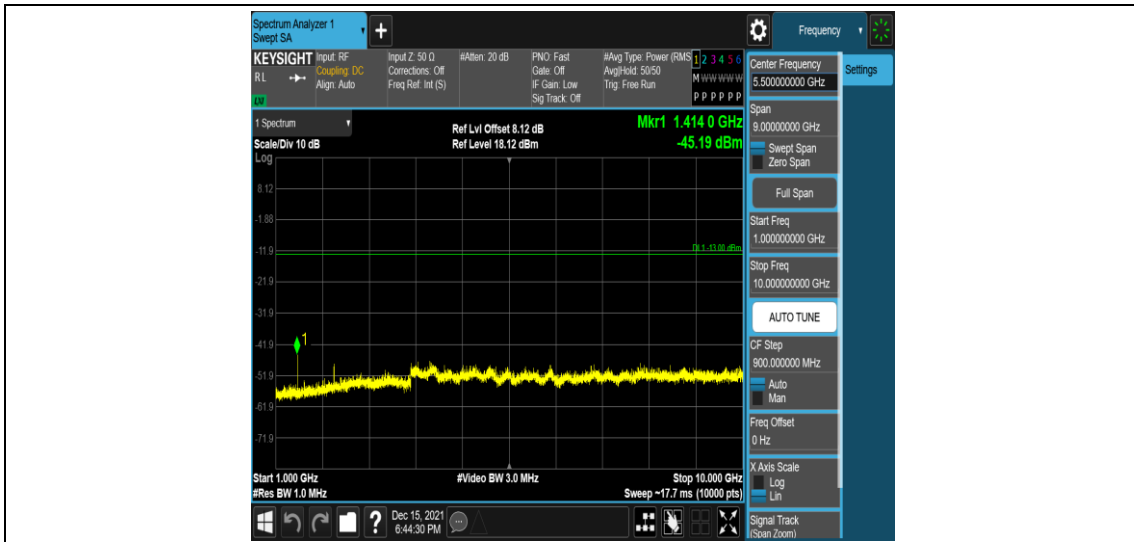 Spectrum Analyzer 1
Swept SA
+
Frequency
KEYSIGHT
RL
LXI
Input: RF
Coupling: DC
Align: Auto
Input Z: 50 Ω
Corrections: Off
Freq Ref: Int (S)
#Atten: 20 dB
PNO: Fast
Gate: Off
IF Gain: Low
Sig Track: Off
#Avg Type: Power (RMS
Avg|Hold: 50/50
Trig: Free Run
1 2 3 4 5 6
M W W W W W
P P P P P P
1 Spectrum
Scale/Div 10 dB
Log
Ref Lvl Offset 8.12 dB
Ref Level 18.12 dBm
Mkr1 1.414 0 GHz
-45.19 dBm
8.12
-1.88
-11.9
DL1 -13.00 dBm
-21.9
-31.9
-41.9
1
-51.9
-61.9
-71.9
Start 1.000 GHz
#Res BW 1.0 MHz
#Video BW 3.0 MHz
Stop 10.000 GHz
Sweep ~17.7 ms (10000 pts)
?
Dec 15, 2021
6:44:30 PM
Center Frequency
5.500000000 GHz
Settings
Span
9.00000000 GHz
Swept Span
Zero Span
Full Span
Start Freq
1.000000000 GHz
Stop Freq
10.000000000 GHz
AUTO TUNE
CF Step
900.000000 MHz
Auto
Man
Freq Offset
0 Hz
X Axis Scale
Log
Lin
Signal Track
(Span Zoom)